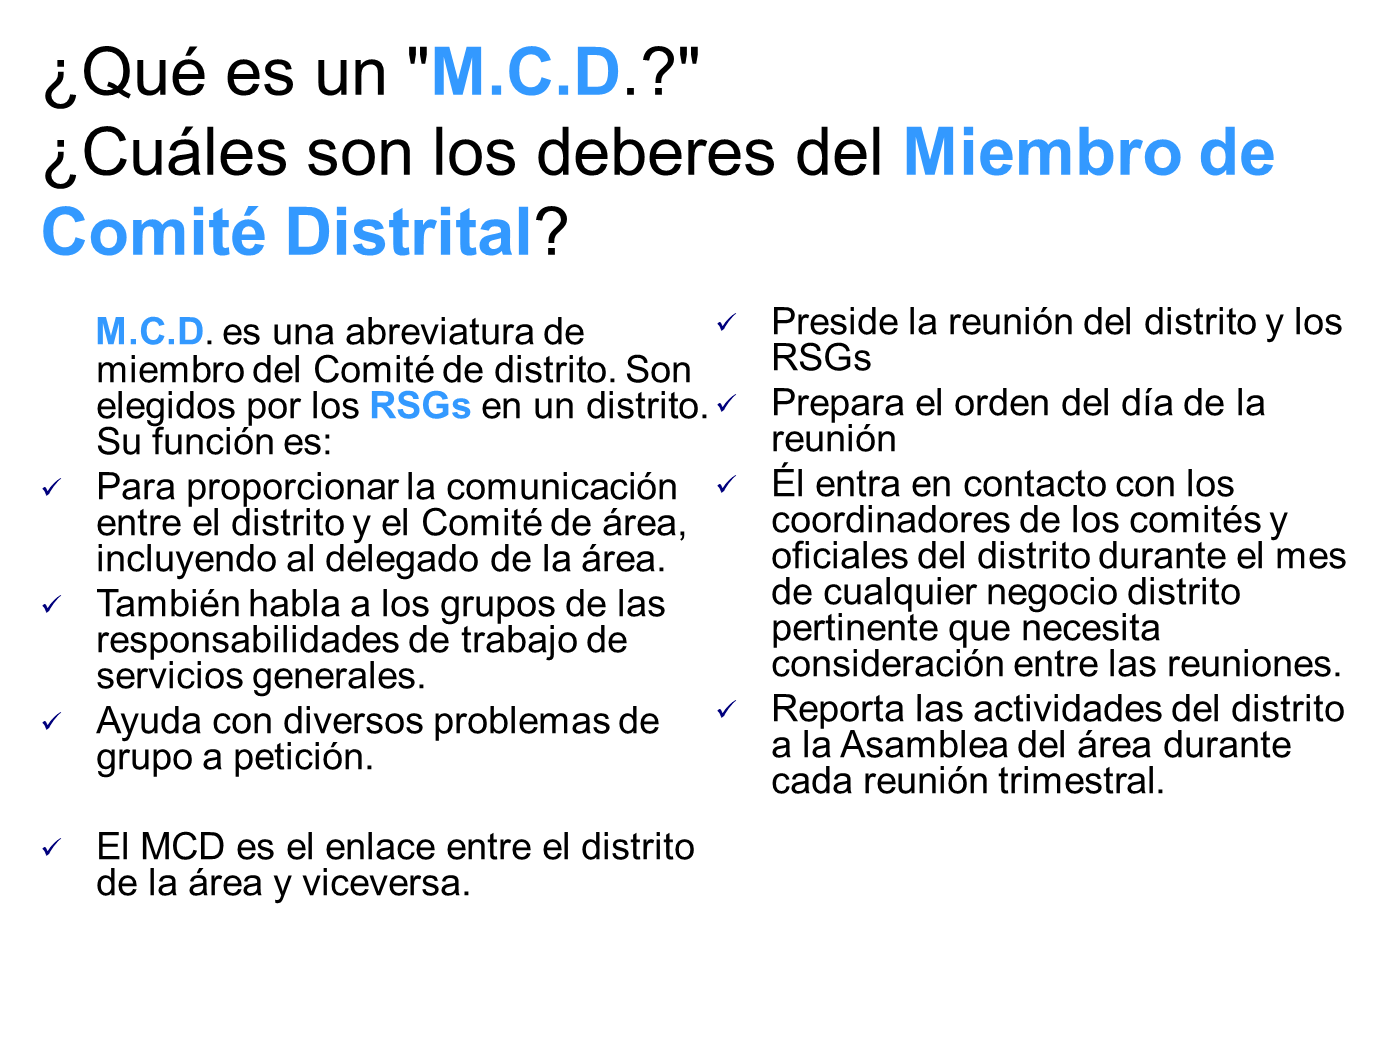 ¿Qué es un "M.C.D.?"
¿Cuáles son los deberes del Miembro de
Comité Distrital?
M.C.D. es una abreviatura de
miembro del Comité de distrito. Son
elegidos por los RSGs en un distrito.
Su función es:
✓ Para proporcionar la comunicación
entre el distrito y el Comité de área,
incluyendo al delegado de la área.
✓ También habla a los grupos de las
responsabilidades de trabajo de
servicios generales.
✓ Ayuda con diversos problemas de
grupo a petición.
✓ El MCD es el enlace entre el distrito
de la área y viceversa.
✓ Preside la reunión del distrito y los
RSGs
✓ Prepara el orden del día de la
reunión
✓ Él entra en contacto con los
coordinadores de los comités y
oficiales del distrito durante el mes
de cualquier negocio distrito
pertinente que necesita
consideración entre las reuniones.
✓ Reporta las actividades del distrito
a la Asamblea del área durante
cada reunión trimestral.